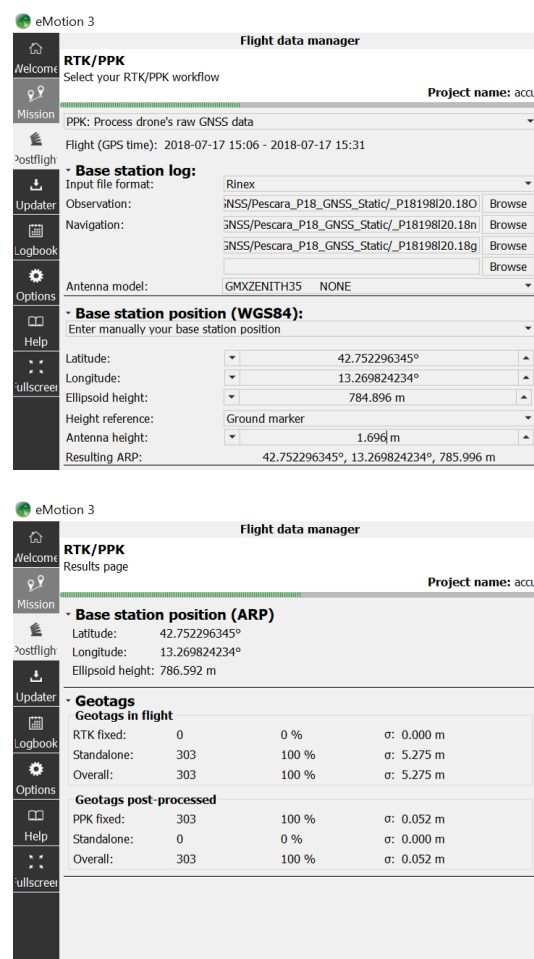 eMotion 3
Flight data manager
Welcome
RTK/PPK
Select your RTK/PPK workflow
Project name: accu
Mission
PPK: Process drone's raw GNSS data
Flight (GPS time): 2018-07-17 15:06 - 2018-07-17 15:31
Postfligh
Base station log:
Input file format: Rinex
Updater
Observation: GNSS/Pescara_P18_GNSS_Static/_P18198l20.18O Browse
Navigation: GNSS/Pescara_P18_GNSS_Static/_P18198l20.18n Browse
Logbook
GNSS/Pescara_P18_GNSS_Static/_P18198l20.18g Browse
Browse
Options
Antenna model: GMXZENITH35 NONE
Base station position (WGS84):
Enter manually your base station position
Help
Latitude: 42.752296345°
Longitude: 13.269824234°
Fullscreen
Ellipsoid height: 784.896 m
Height reference: Ground marker
Antenna height: 1.696 m
Resulting ARP: 42.752296345°, 13.269824234°, 785.996 m
eMotion 3
Flight data manager
Welcome
RTK/PPK
Results page
Project name: accu
Mission
Base station position (ARP)
Latitude: 42.752296345°
Postfligh
Longitude: 13.269824234°
Ellipsoid height: 786.592 m
Updater
Geotags
Geotags in flight
Logbook
RTK fixed: 0 0 % σ: 0.000 m
Standalone: 303 100 % σ: 5.275 m
Options
Overall: 303 100 % σ: 5.275 m
Geotags post-processed
PPK fixed: 303 100 % σ: 0.052 m
Help
Standalone: 0 0 % σ: 0.000 m
Overall: 303 100 % σ: 0.052 m
Fullscreen